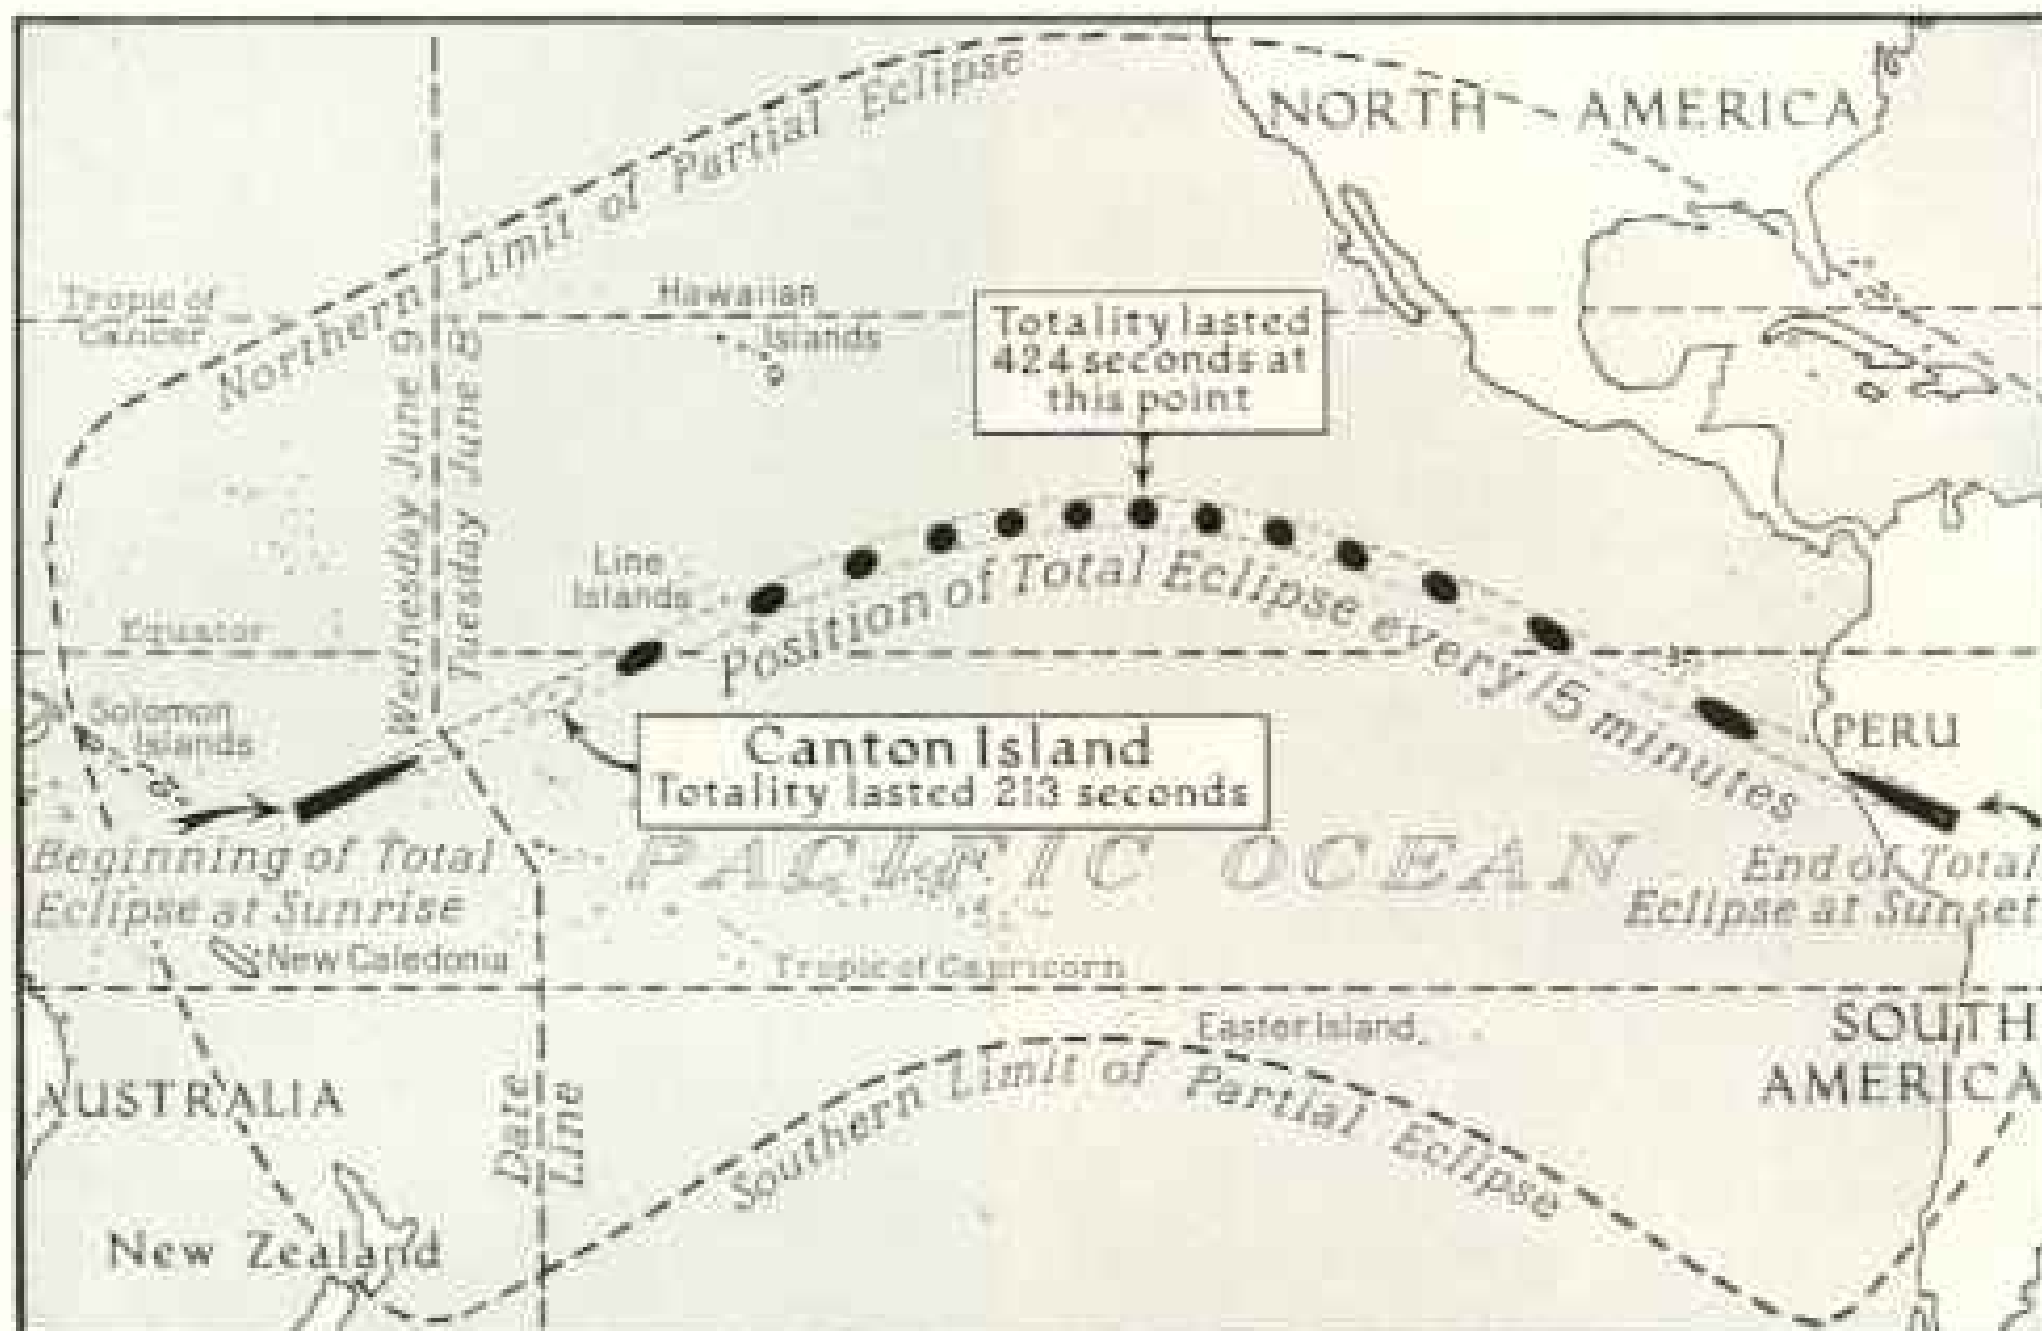 NORTH AMERICA
Northern Limit of Partial Eclipse
Tropic of
Cancer
Hawaiian
Islands
Wednesday June 9
Tuesday June 8
Totality lasted
424 seconds at
this point
Line
Islands
Position of Total Eclipse every 15 minutes
Equator
Solomon
Islands
Canton Island
Totality lasted 213 seconds
PERU
Beginning of Total
Eclipse at Sunrise
PACIFIC OCEAN
End of Total
Eclipse at Sunset
New Caledonia
Tropic of Capricorn
Easter Island
SOUTH
AMERICA
AUSTRALIA
Date
Line
Southern Limit of Partial Eclipse
New Zealand